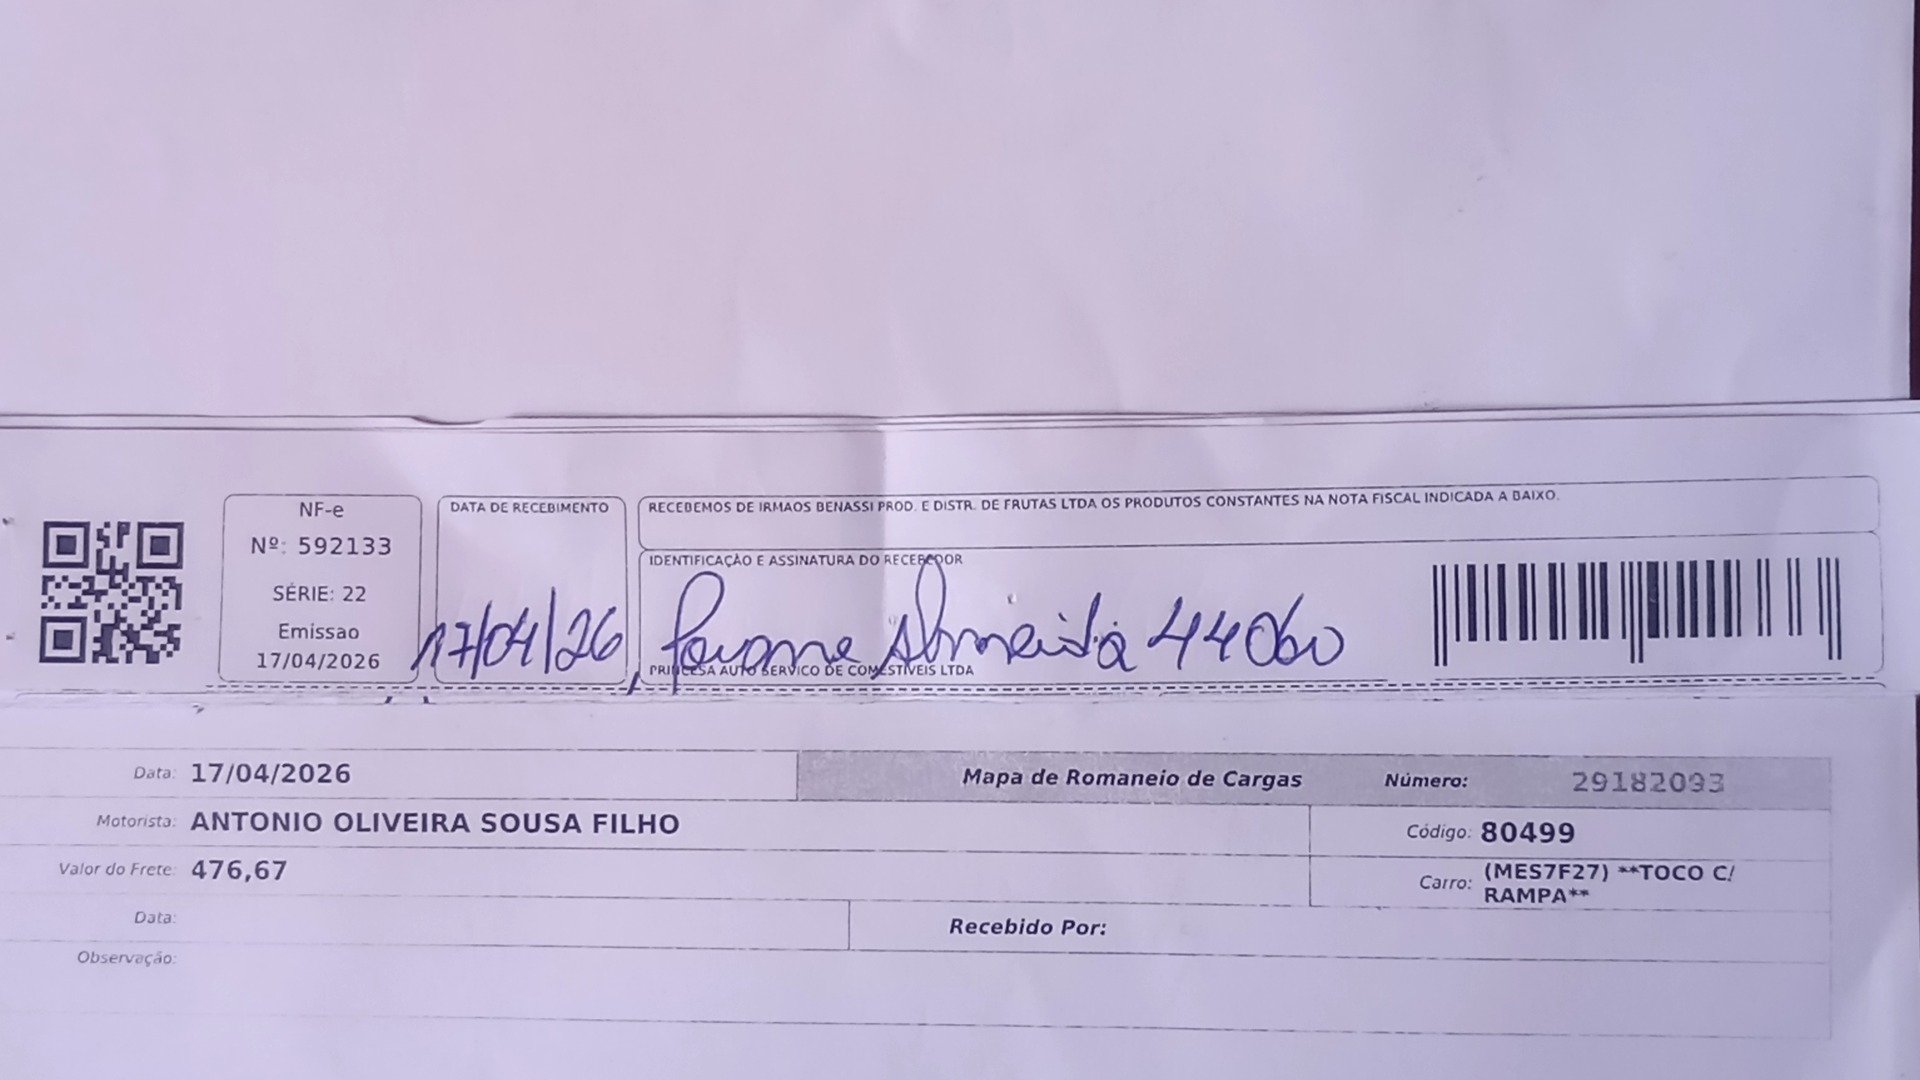 NF-e
Nº: 592133
SÉRIE: 22
Emissao
17/04/2026
DATA DE RECEBIMENTO
17/04/26
RECEBEMOS DE IRMAOS BENASSI PROD. E DISTR. DE FRUTAS LTDA OS PRODUTOS CONSTANTES NA NOTA FISCAL INDICADA A BAIXO.
IDENTIFICAÇÃO E ASSINATURA DO RECEBEDOR
Almeida 44060
PRINCESA AUTO SERVICO DE COMESTIVEIS LTDA
Data: 17/04/2026
Mapa de Romaneio de Cargas
Número: 29182093
Motorista: ANTONIO OLIVEIRA SOUSA FILHO
Código: 80499
Valor do Frete: 476,67
Carro: (MES7F27) **TOCO C/
RAMPA**
Data:
Recebido Por:
Observação: